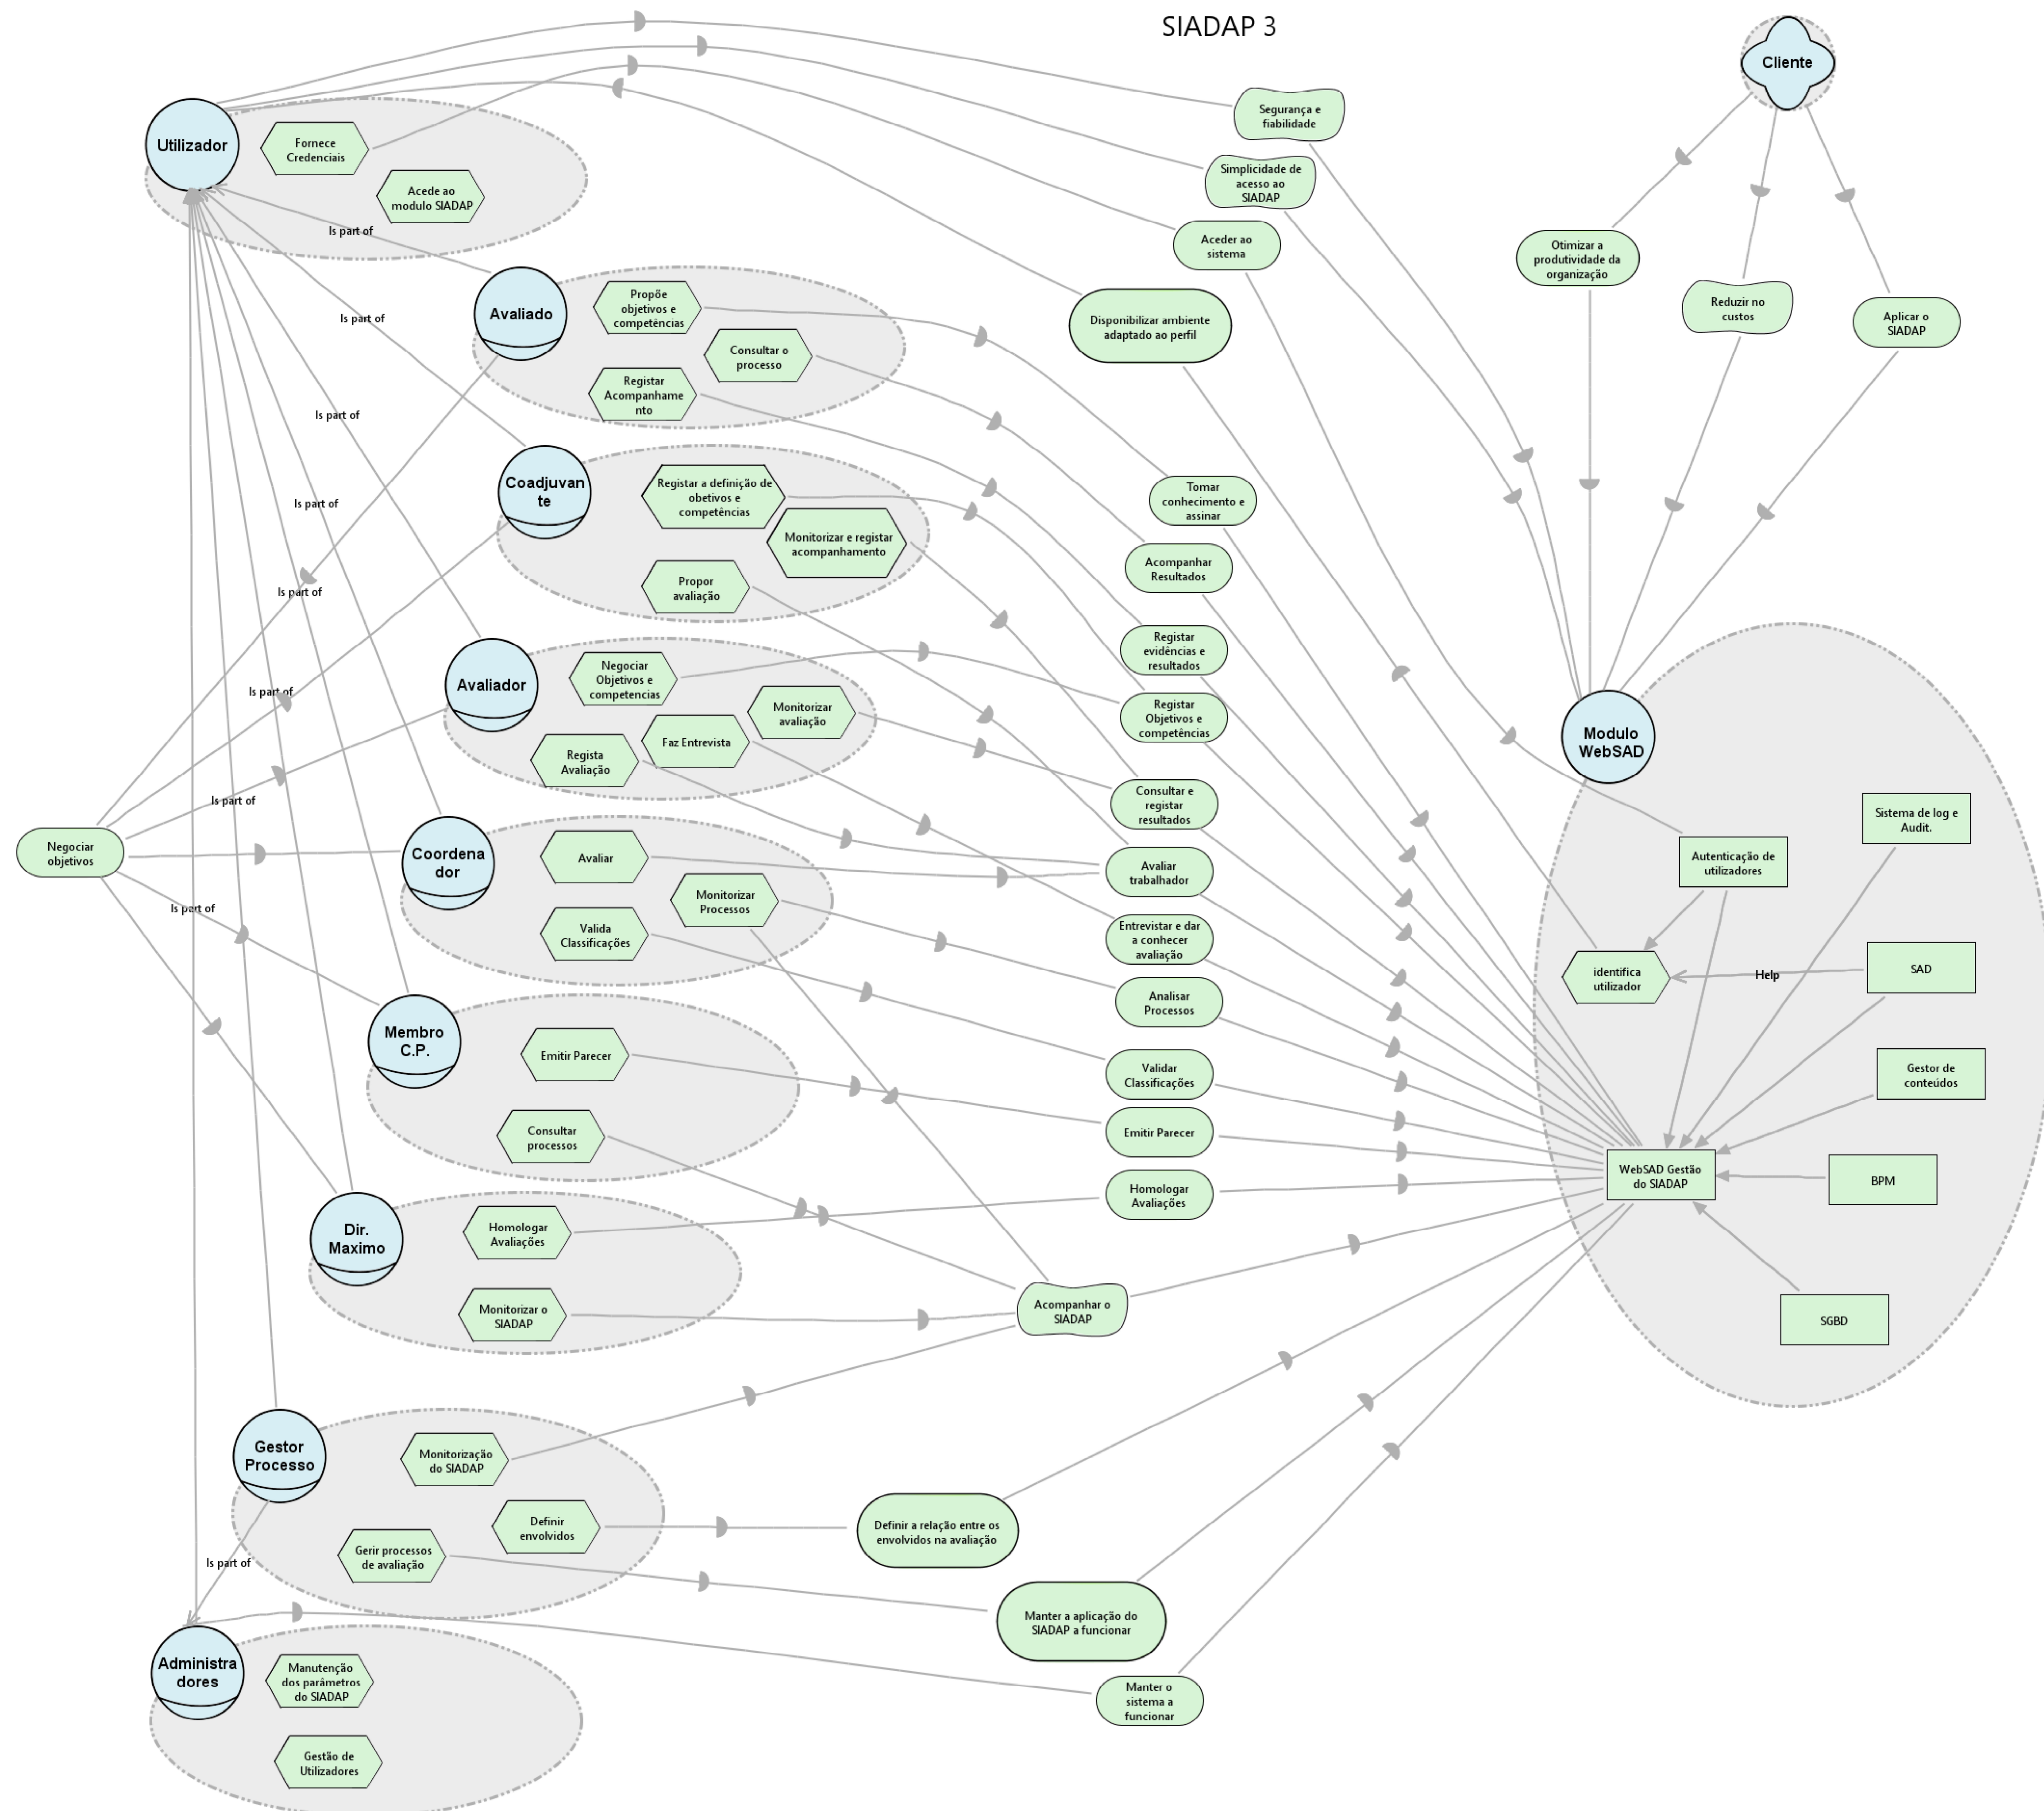 SIADAP 3
Cliente
Segurança e
fiabilidade
Utilizador
Fornece
Credenciais
Acede ao
modulo SIADAP
Simplicidade de
acesso ao
SIADAP
Aceder ao
sistema
Otimizar a
produtividade da
organização
Reduzir no
custos
Aplicar o
SIADAP
Disponibilizar ambiente
adaptado ao perfil
Is part of
Is part of
Is part of
Is part of
Is part of
Is part of
Is part of
Is part of
Is part of
Avaliado
Propõe
objetivos e
competências
Consultar o
processo
Registar
Acompanhame
nto
Coadjuvan
te
Registar a definição de
obetivos e
competências
Monitorizar e registar
acompanhamento
Propor
avaliação
Tomar
conhecimento e
assinar
Acompanhar
Resultados
Registar
evidências e
resultados
Registar
Objetivos e
competências
Avaliador
Negociar
Objetivos e
competencias
Monitorizar
avaliação
Faz Entrevista
Regista
Avaliação
Consultar e
registar
resultados
Avaliar
trabalhador
Entrevistar e dar
a conhecer
avaliação
Analisar
Processos
Negociar
objetivos
Coordena
dor
Avaliar
Monitorizar
Processos
Valida
Classificações
Validar
Classificações
Emitir Parecer
Homologar
Avaliações
Membro
C.P.
Emitir Parecer
Consultar
processos
Dir.
Maximo
Homologar
Avaliações
Monitorizar o
SIADAP
Acompanhar o
SIADAP
Modulo
WebSAD
Sistema de log e
Audit.
Autenticação de
utilizadores
identifica
utilizador
Help
SAD
Gestor de
conteúdos
WebSAD Gestão
do SIADAP
BPM
SGBD
Gestor
Processo
Monitorização
do SIADAP
Definir
envolvidos
Gerir processos
de avaliação
Definir a relação entre os
envolvidos na avaliação
Manter a aplicação do
SIADAP a funcionar
Manter o
sistema a
funcionar
Administra
dores
Manutenção
dos parâmetros
do SIADAP
Gestão de
Utilizadores